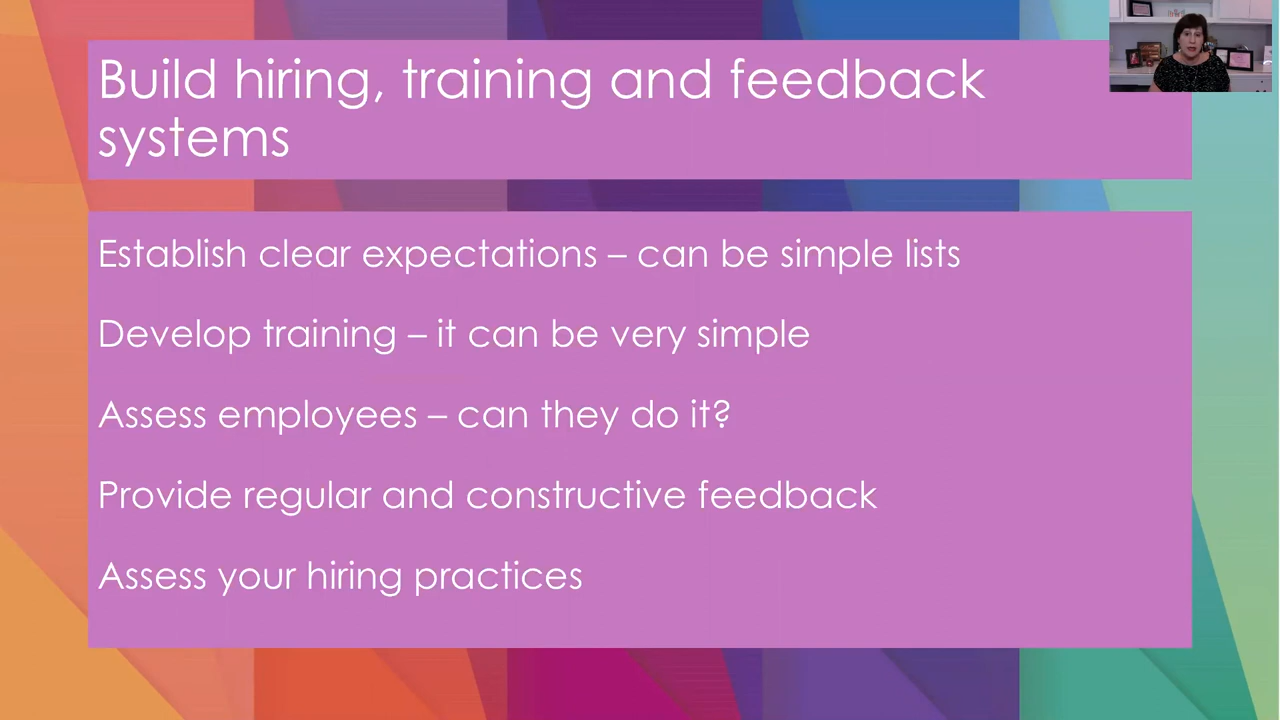 Build hiring, training and feedback
systems
Establish clear expectations – can be simple lists
Develop training – it can be very simple
Assess employees – can they do it?
Provide regular and constructive feedback
Assess your hiring practices